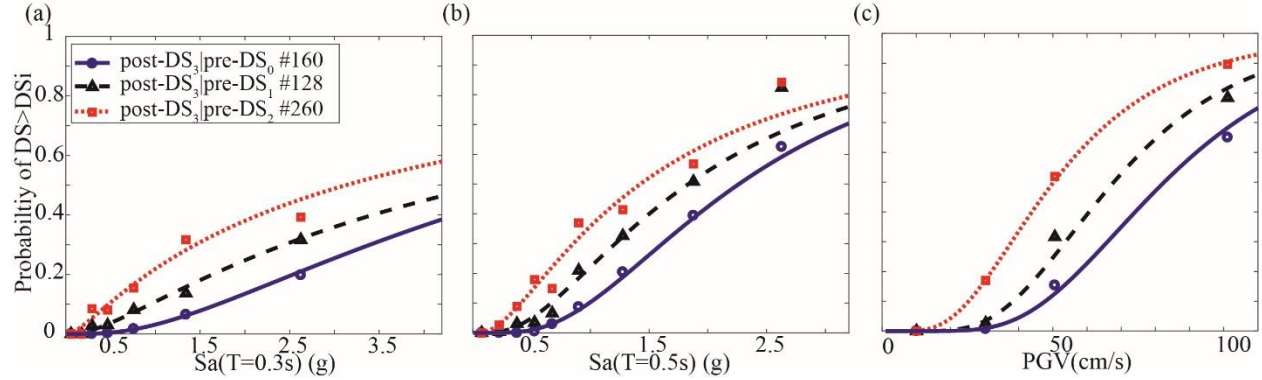 (a) (b) (c)
Probabiltiy of DS>DSi
1
0.8
0.6
0.4
0.2
0
post-DS₃|pre-DS₀ #160
post-DS₃|pre-DS₁ #128
post-DS₃|pre-DS₂ #260
0.5 1.5 2.5 3.5
Sa(T=0.3s) (g)
0.5 1.5 2.5
Sa(T=0.5s) (g)
0 50 100
PGV(cm/s)